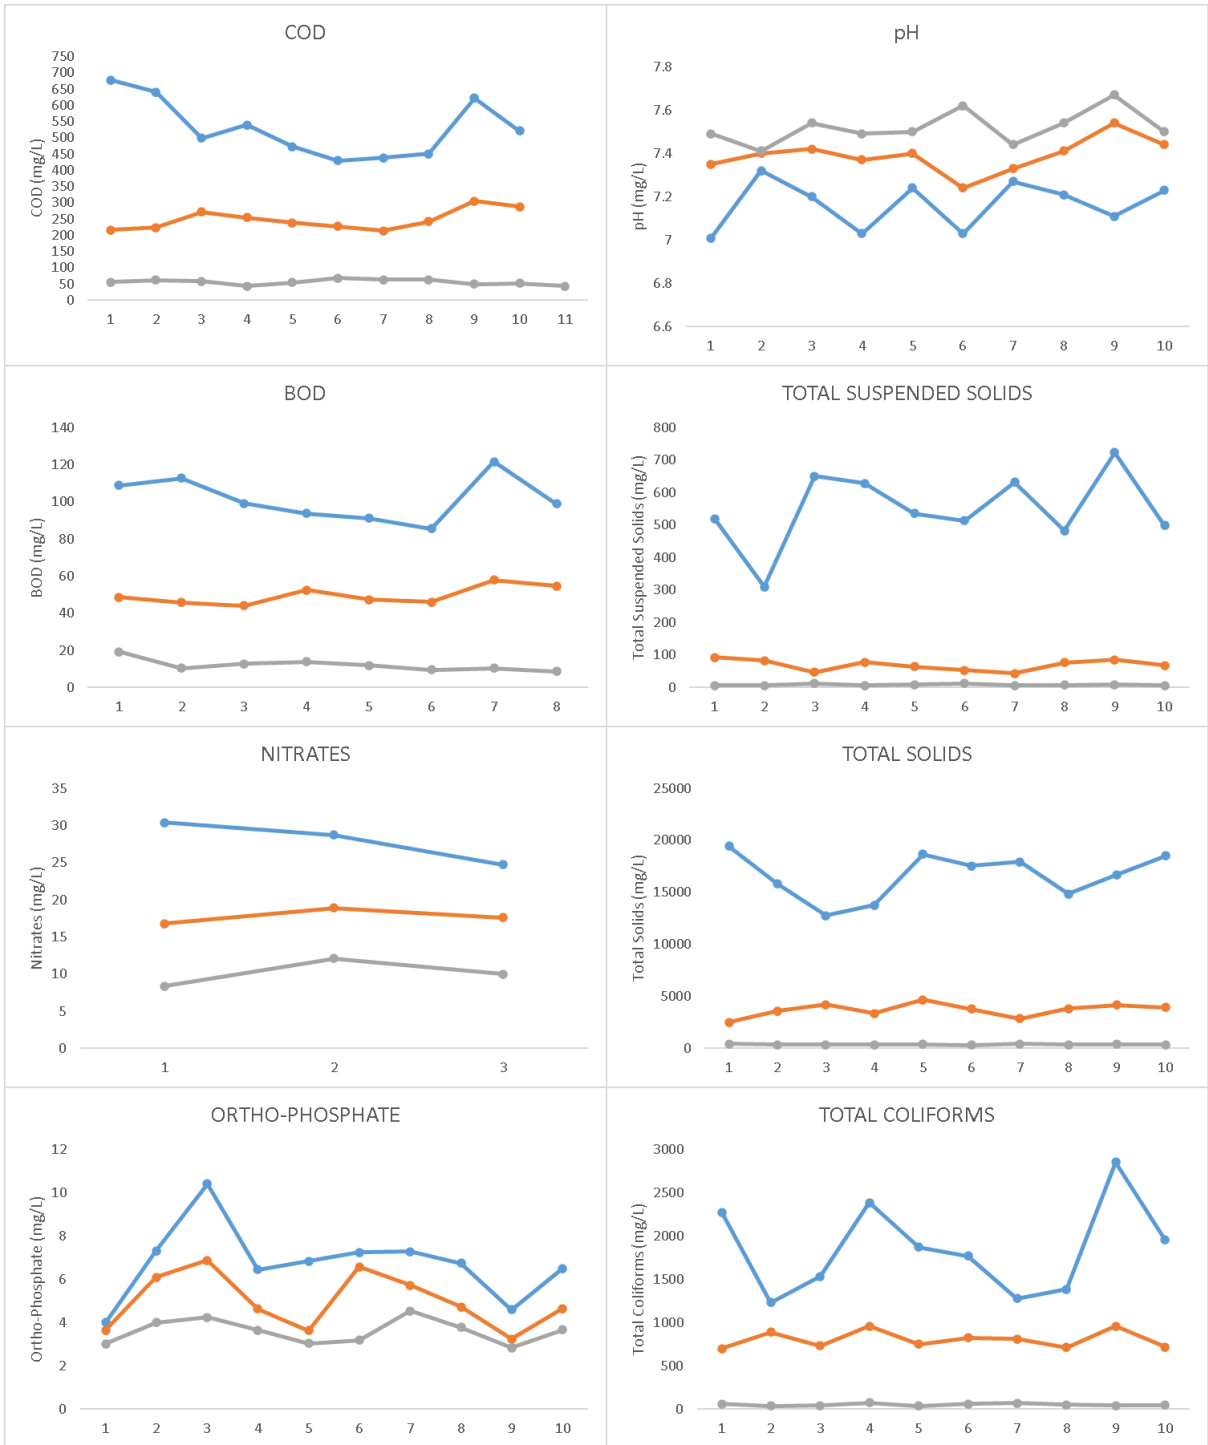 COD
COD (mg/L)
750
700
650
600
550
500
450
400
350
300
250
200
150
100
50
0
1 2 3 4 5 6 7 8 9 10 11
pH
pH (mg/L)
7.8
7.6
7.4
7.2
7
6.8
6.6
1 2 3 4 5 6 7 8 9 10
BOD
BOD (mg/L)
140
120
100
80
60
40
20
0
1 2 3 4 5 6 7 8
TOTAL SUSPENDED SOLIDS
Total Suspended Solids (mg/L)
800
700
600
500
400
300
200
100
0
1 2 3 4 5 6 7 8 9 10
NITRATES
Nitrates (mg/L)
35
30
25
20
15
10
5
0
1 2 3
TOTAL SOLIDS
Total Solids (mg/L)
25000
20000
15000
10000
5000
0
1 2 3 4 5 6 7 8 9 10
ORTHO-PHOSPHATE
Ortho-Phosphate (mg/L)
12
10
8
6
4
2
0
1 2 3 4 5 6 7 8 9 10
TOTAL COLIFORMS
Total Coliforms (mg/L)
3000
2500
2000
1500
1000
500
0
1 2 3 4 5 6 7 8 9 10